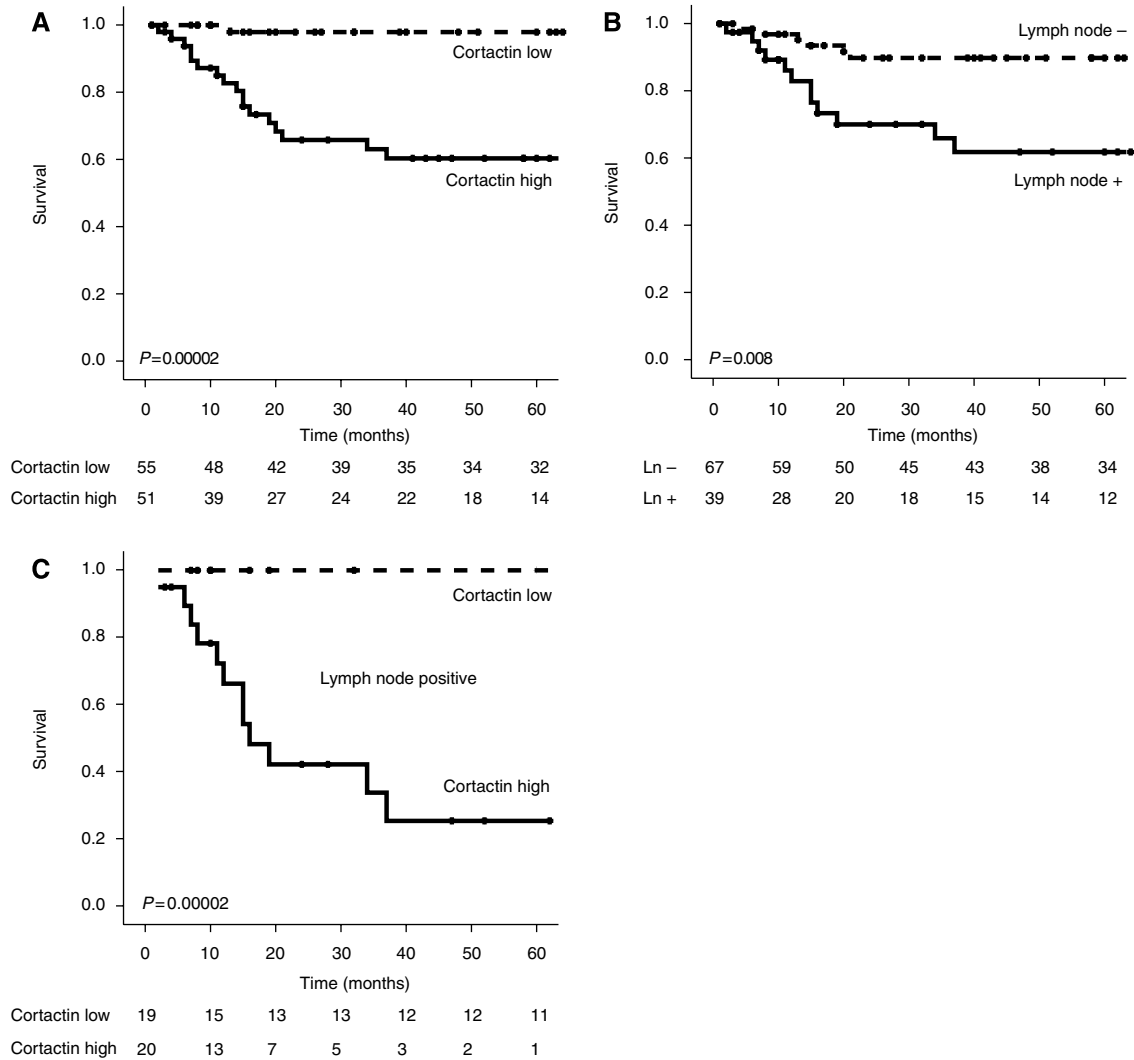 A
1.0
0.8
0.6
0.4
0.2
0.0
Survival
Cortactin low
Cortactin high
P=0.00002
0 10 20 30 40 50 60
Time (months)
Cortactin low 55 48 42 39 35 34 32
Cortactin high 51 39 27 24 22 18 14
B
1.0
0.8
0.6
0.4
0.2
0.0
Survival
Lymph node –
Lymph node +
P=0.008
0 10 20 30 40 50 60
Time (months)
Ln – 67 59 50 45 43 38 34
Ln + 39 28 20 18 15 14 12
C
1.0
0.8
0.6
0.4
0.2
0.0
Survival
Cortactin low
Lymph node positive
Cortactin high
P=0.00002
0 10 20 30 40 50 60
Time (months)
Cortactin low 19 15 13 13 12 12 11
Cortactin high 20 13 7 5 3 2 1